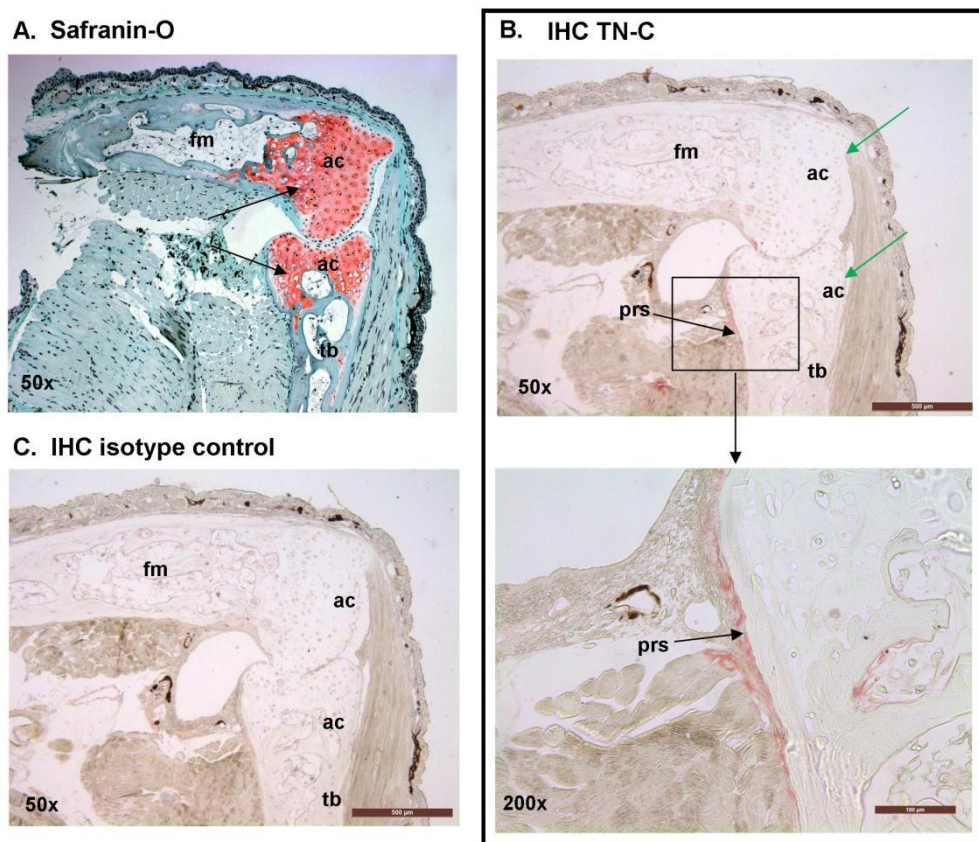 A. Safranin-O
fm
ac
ac
tb
50x
B. IHC TN-C
fm
ac
ac
prs
tb
50x
500 µm
C. IHC isotype control
fm
ac
ac
tb
50x
500 µm
prs
200x
100 µm